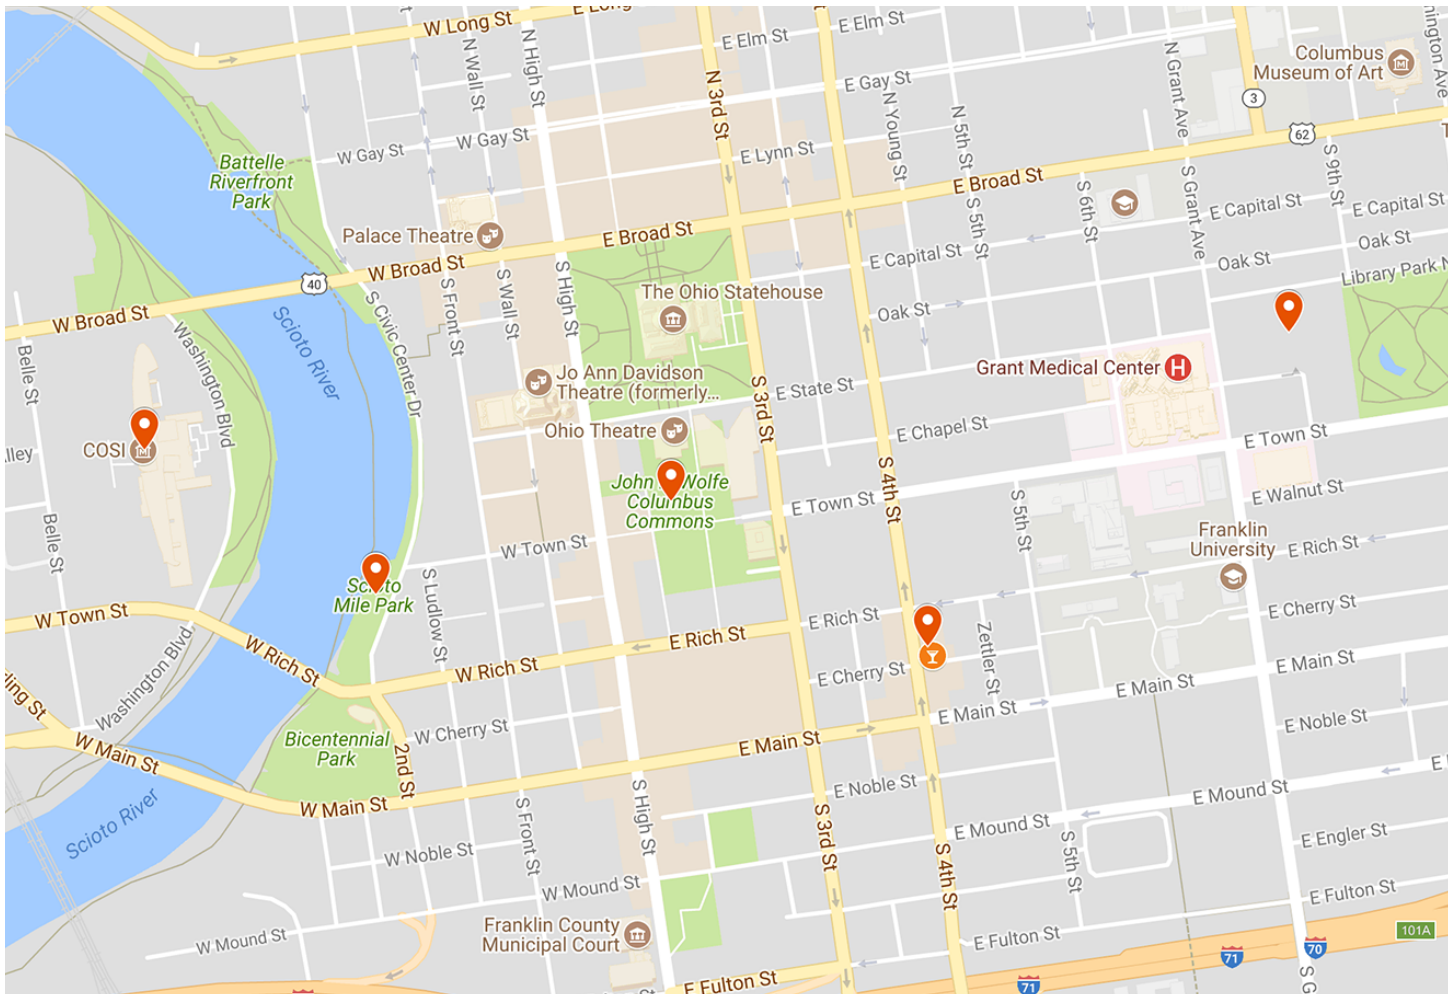 W Long St
E Long
E Elm St
E Elm St
N Wall St
N High St
N 3rd St
E Gay St
N Grant Ave
Columbus
Museum of Art
3
62
W Gay St
W Gay St
E Lynn St
N Young St
N 5th St
S 9th St
Battelle
Riverfront
Park
E Broad St
S 6th St
S Grant Ave
E Capital St
E Capital St
Palace Theatre
E Broad St
S 5th St
Oak St
W Broad St
40
E Capital St
Oak St
Library Park N
W Broad St
Scioto River
S Civic Center Dr
S Front St
S Wall St
S High St
The Ohio Statehouse
Oak St
Belle St
Washington Blvd
Jo Ann Davidson
Theatre (formerly...
S 3rd St
E State St
Grant Medical Center
H
Ohio Theatre
E Chapel St
E Town St
COSI
Alley
John Wolfe
Columbus
Commons
S 4th St
E Town St
S 5th St
E Walnut St
Belle St
W Town St
Franklin
University
E Rich St
Scioto
Mile Park
S Ludlow St
W Town St
W Rich St
E Rich St
E Rich St
Zettler St
E Cherry St
W Rich St
E Cherry St
E Main St
Washington Blvd
E Main St
E Main St
W Cherry St
E Noble St
Bicentennial
Park
2nd St
W Main St
E Main St
W Main St
S High St
E Noble St
E Mound St
Scioto River
S Front St
S 3rd St
E Mound St
S 5th St
E Engler St
W Noble St
S 4th St
W Mound St
E Fulton St
Franklin County
Municipal Court
W Mound St
E Fulton St
101A
71
70
E Fulton St
71
S G